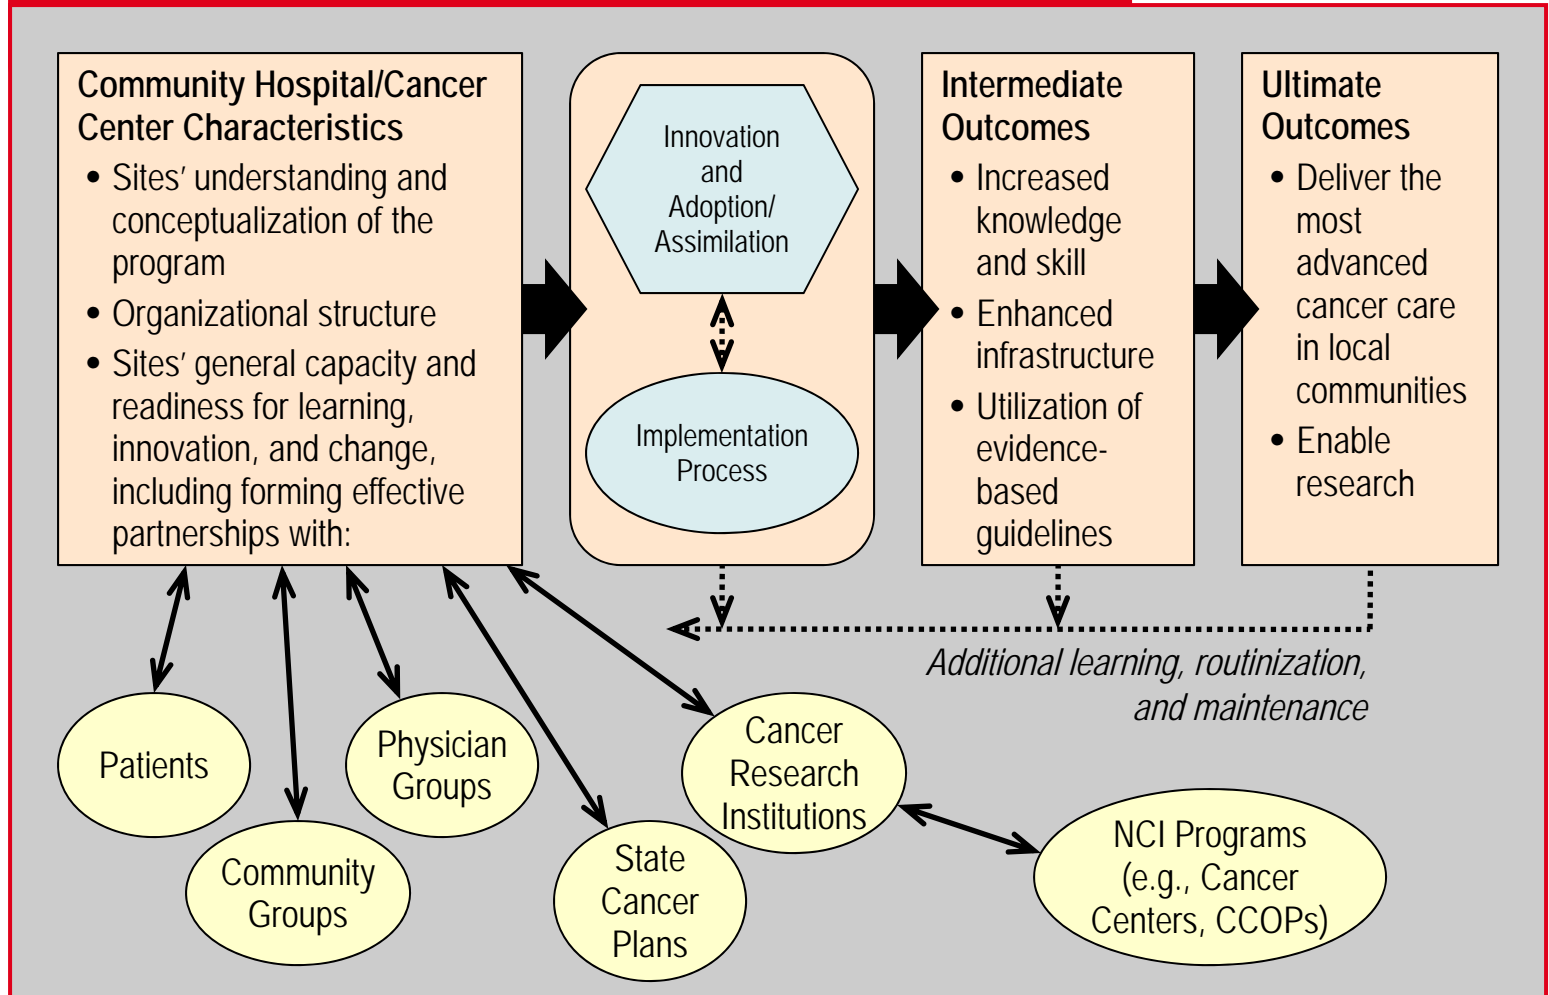 Community Hospital/Cancer
Center Characteristics
• Sites’ understanding and
conceptualization of the
program
• Organizational structure
• Sites’ general capacity and
readiness for learning,
innovation, and change,
including forming effective
partnerships with:
Innovation
and
Adoption/
Assimilation
Implementation
Process
Intermediate
Outcomes
• Increased
knowledge
and skill
• Enhanced
infrastructure
• Utilization of
evidence-
based
guidelines
Ultimate
Outcomes
• Deliver the
most
advanced
cancer care
in local
communities
• Enable
research
Additional learning, routinization,
and maintenance
Patients
Community
Groups
Physician
Groups
State
Cancer
Plans
Cancer
Research
Institutions
NCI Programs
(e.g., Cancer
Centers, CCOPs)